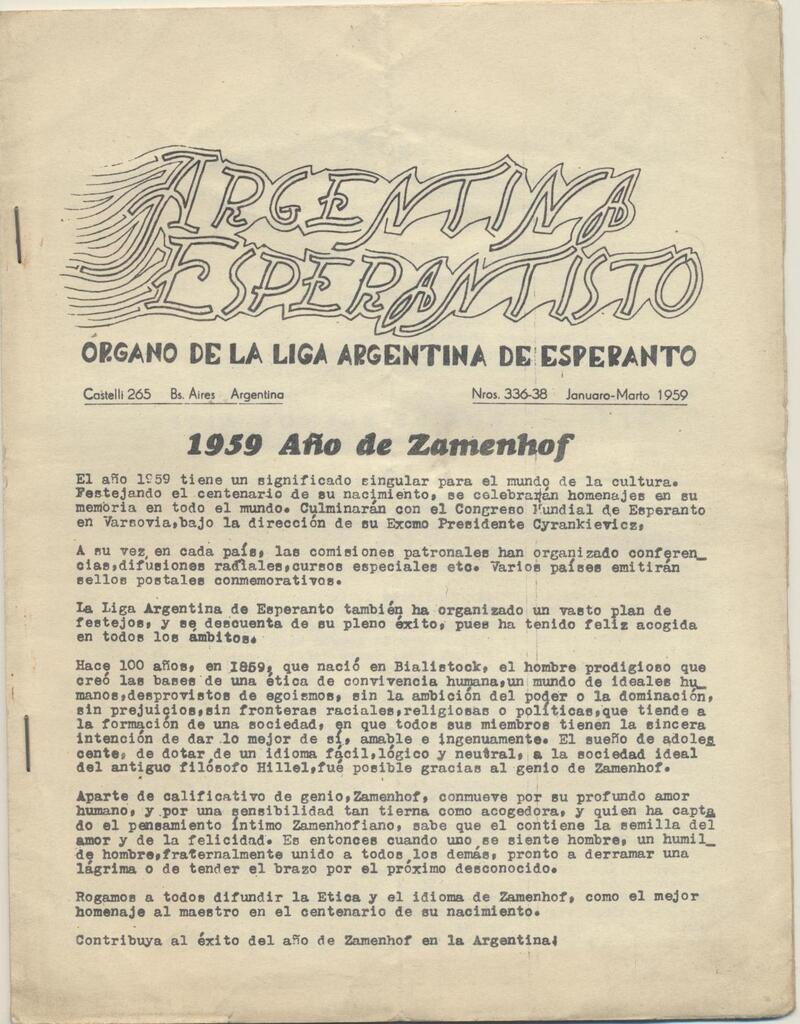 ARGENTINA
ESPERANTISTO
ÓRGANO DE LA LIGA ARGENTINA DE ESPERANTO
Castelli 265 Bs. Aires Argentina Nros. 336-38 Januaro-Marto 1959
1959 Año de Zamenhof
El año 1959 tiene un significado singular para el mundo de la cultura.
Festejando el centenario de su nacimiento, se celebrarán homenajes en su
memoria en todo el mundo. Culminarán con el Congreso Mundial de Esperanto
en Varsovia,bajo la dirección de su Excmo Presidente Cyrankievicz,
A su vez, en cada país, las comisiones patronales han organizado conferen_
cias,difusiones radiales,cursos especiales etc. Varios países emitirán
sellos postales conmemorativos.
La Liga Argentina de Esperanto también ha organizado un vasto plan de
festejos, y se descuenta de su pleno éxito, pues ha tenido feliz acogida
en todos los ámbitos.
Hace 100 años, en 1859, que nació en Bialistock, el hombre prodigioso que
creó las bases de una ética de convivencia humana,un mundo de ideales hu_
manos,desprovistos de egoismos, sin la ambición del poder o la dominación,
sin prejuicios,sin fronteras raciales,religiosas o políticas,que tiende a
la formación de una sociedad, en que todos sus miembros tienen la sincera
intención de dar lo mejor de sí, amable e ingenuamente. El sueño de adoles
cente, de dotar de un idioma fácil,lógico y neutral, a la sociedad ideal
del antiguo filósofo Hillel,fué posible gracias al genio de Zamenhof.
Aparte de calificativo de genio,Zamenhof, conmueve por su profundo amor
humano, y por una sensibilidad tan tierna como acogedora, y quien ha capta
do el pensamiento íntimo Zamenhofiano, sabe que el contiene la semilla del
amor y de la felicidad. Es entonces cuando uno se siente hombre, un humil_
de hombre,fraternalmente unido a todos los demás, pronto a derramar una
lágrima o de tender el brazo por el próximo desconocido.
Rogamos a todos difundir la Etica y el idioma de Zamenhof, como el mejor
homenaje al maestro en el centenario de su nacimiento.
Contribuya al éxito del año de Zamenhof en la Argentina!